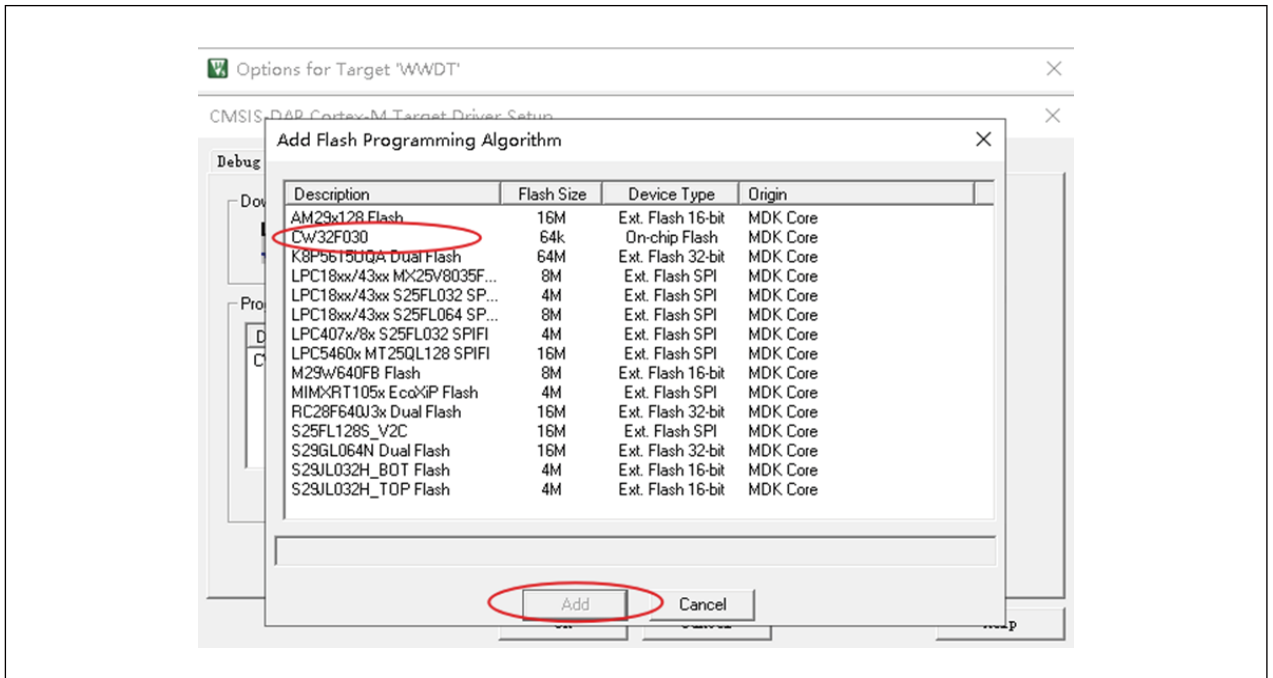 Options for Target 'WWDT'
CMSIS-DAP Cortex-M Target Driver Setup
Add Flash Programming Algorithm
Debug
Description Flash Size Device Type Origin
AM29x128 Flash 16M Ext. Flash 16-bit MDK Core
CW32F030 64k On-chip Flash MDK Core
K8P5615UQA Dual Flash 64M Ext. Flash 32-bit MDK Core
LPC18xx/43xx MX25V8035F... 8M Ext. Flash SPI MDK Core
LPC18xx/43xx S25FL032 SP... 4M Ext. Flash SPI MDK Core
LPC18xx/43xx S25FL064 SP... 8M Ext. Flash SPI MDK Core
LPC407x/8x S25FL032 SPIFI 4M Ext. Flash SPI MDK Core
LPC5460x MT25QL128 SPIFI 16M Ext. Flash SPI MDK Core
M29W640FB Flash 8M Ext. Flash 16-bit MDK Core
MIMXRT105x EcoXiP Flash 4M Ext. Flash SPI MDK Core
RC28F640J3x Dual Flash 16M Ext. Flash 32-bit MDK Core
S25FL128S_V2C 16M Ext. Flash SPI MDK Core
S29GL064N Dual Flash 16M Ext. Flash 32-bit MDK Core
S29JL032H_BOT Flash 4M Ext. Flash 16-bit MDK Core
S29JL032H_TOP Flash 4M Ext. Flash 16-bit MDK Core
Add Cancel